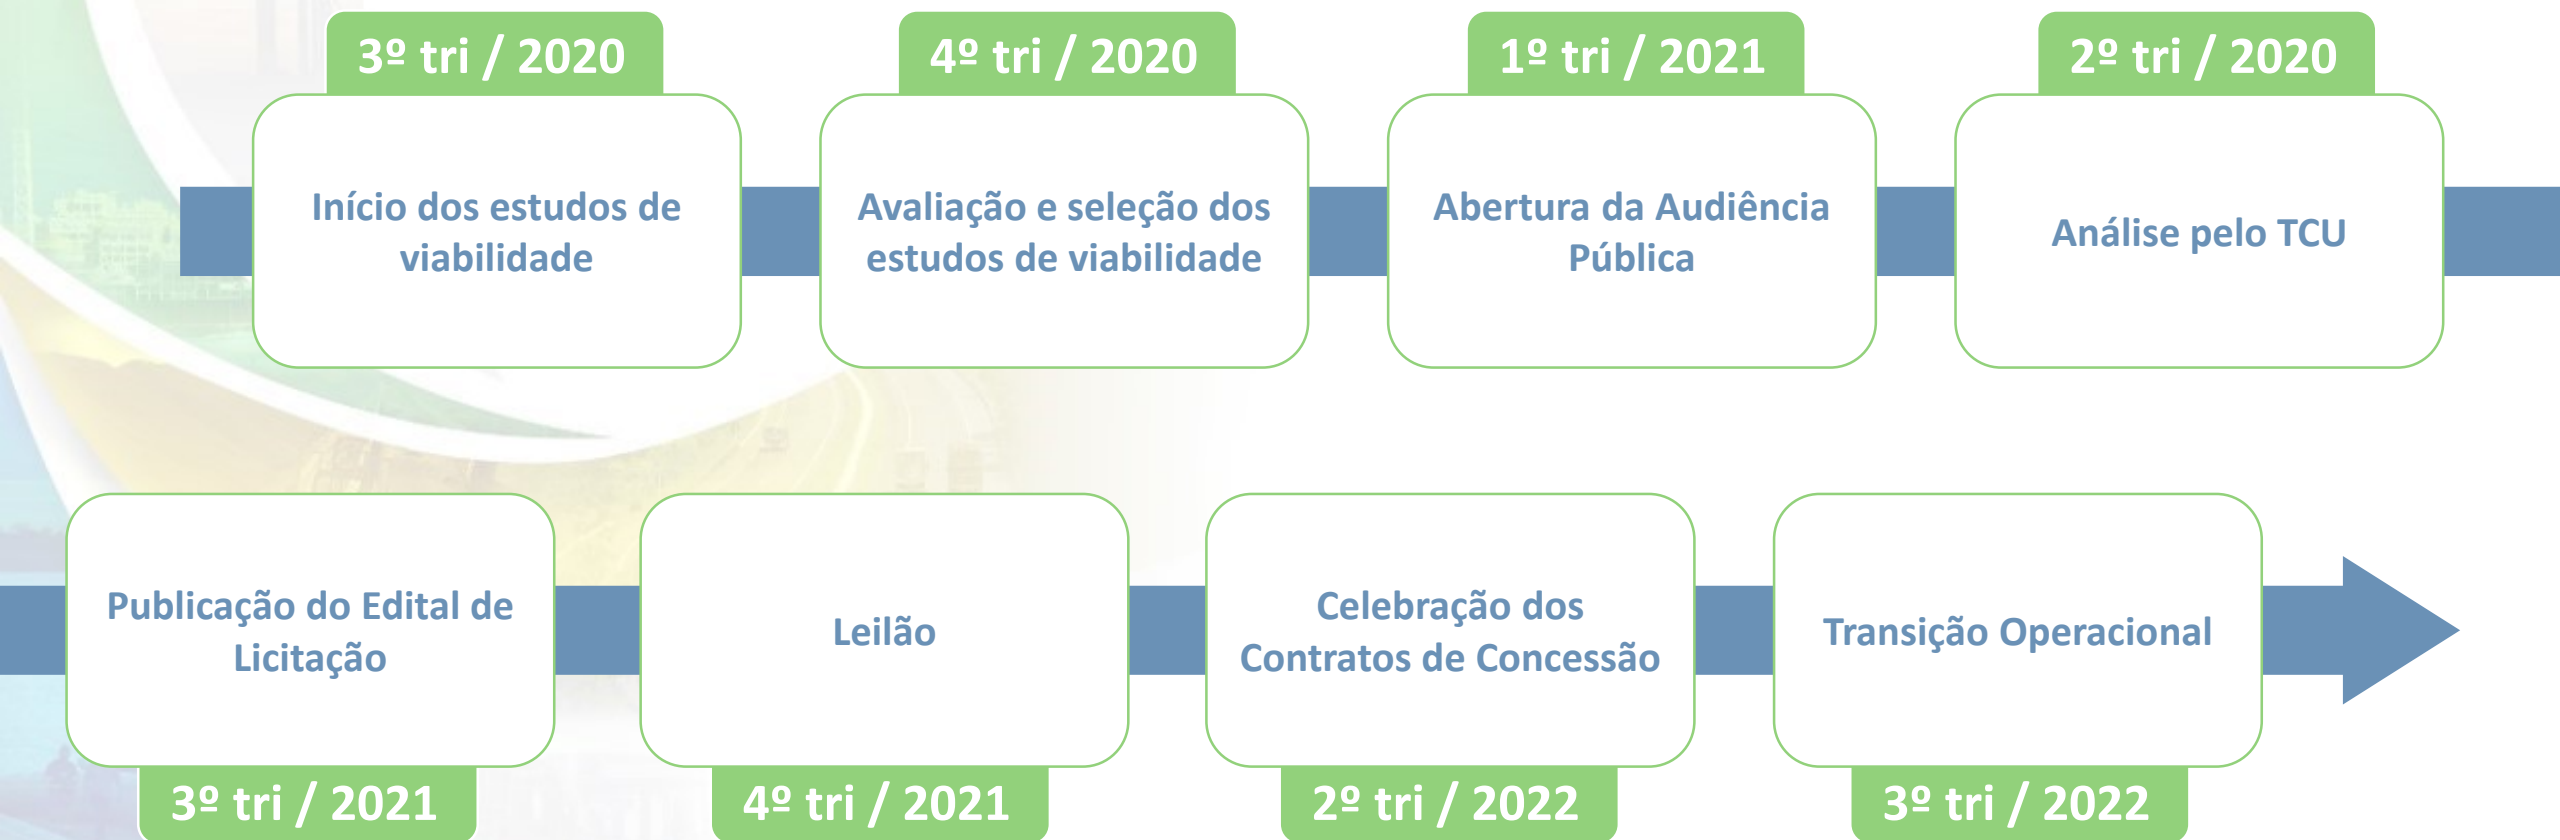 3º tri / 2020
Início dos estudos de
viabilidade
4º tri / 2020
Avaliação e seleção dos
estudos de viabilidade
1º tri / 2021
Abertura da Audiência
Pública
2º tri / 2020
Análise pelo TCU
Publicação do Edital de
Licitação
3º tri / 2021
Leilão
4º tri / 2021
Celebração dos
Contratos de Concessão
2º tri / 2022
Transição Operacional
3º tri / 2022